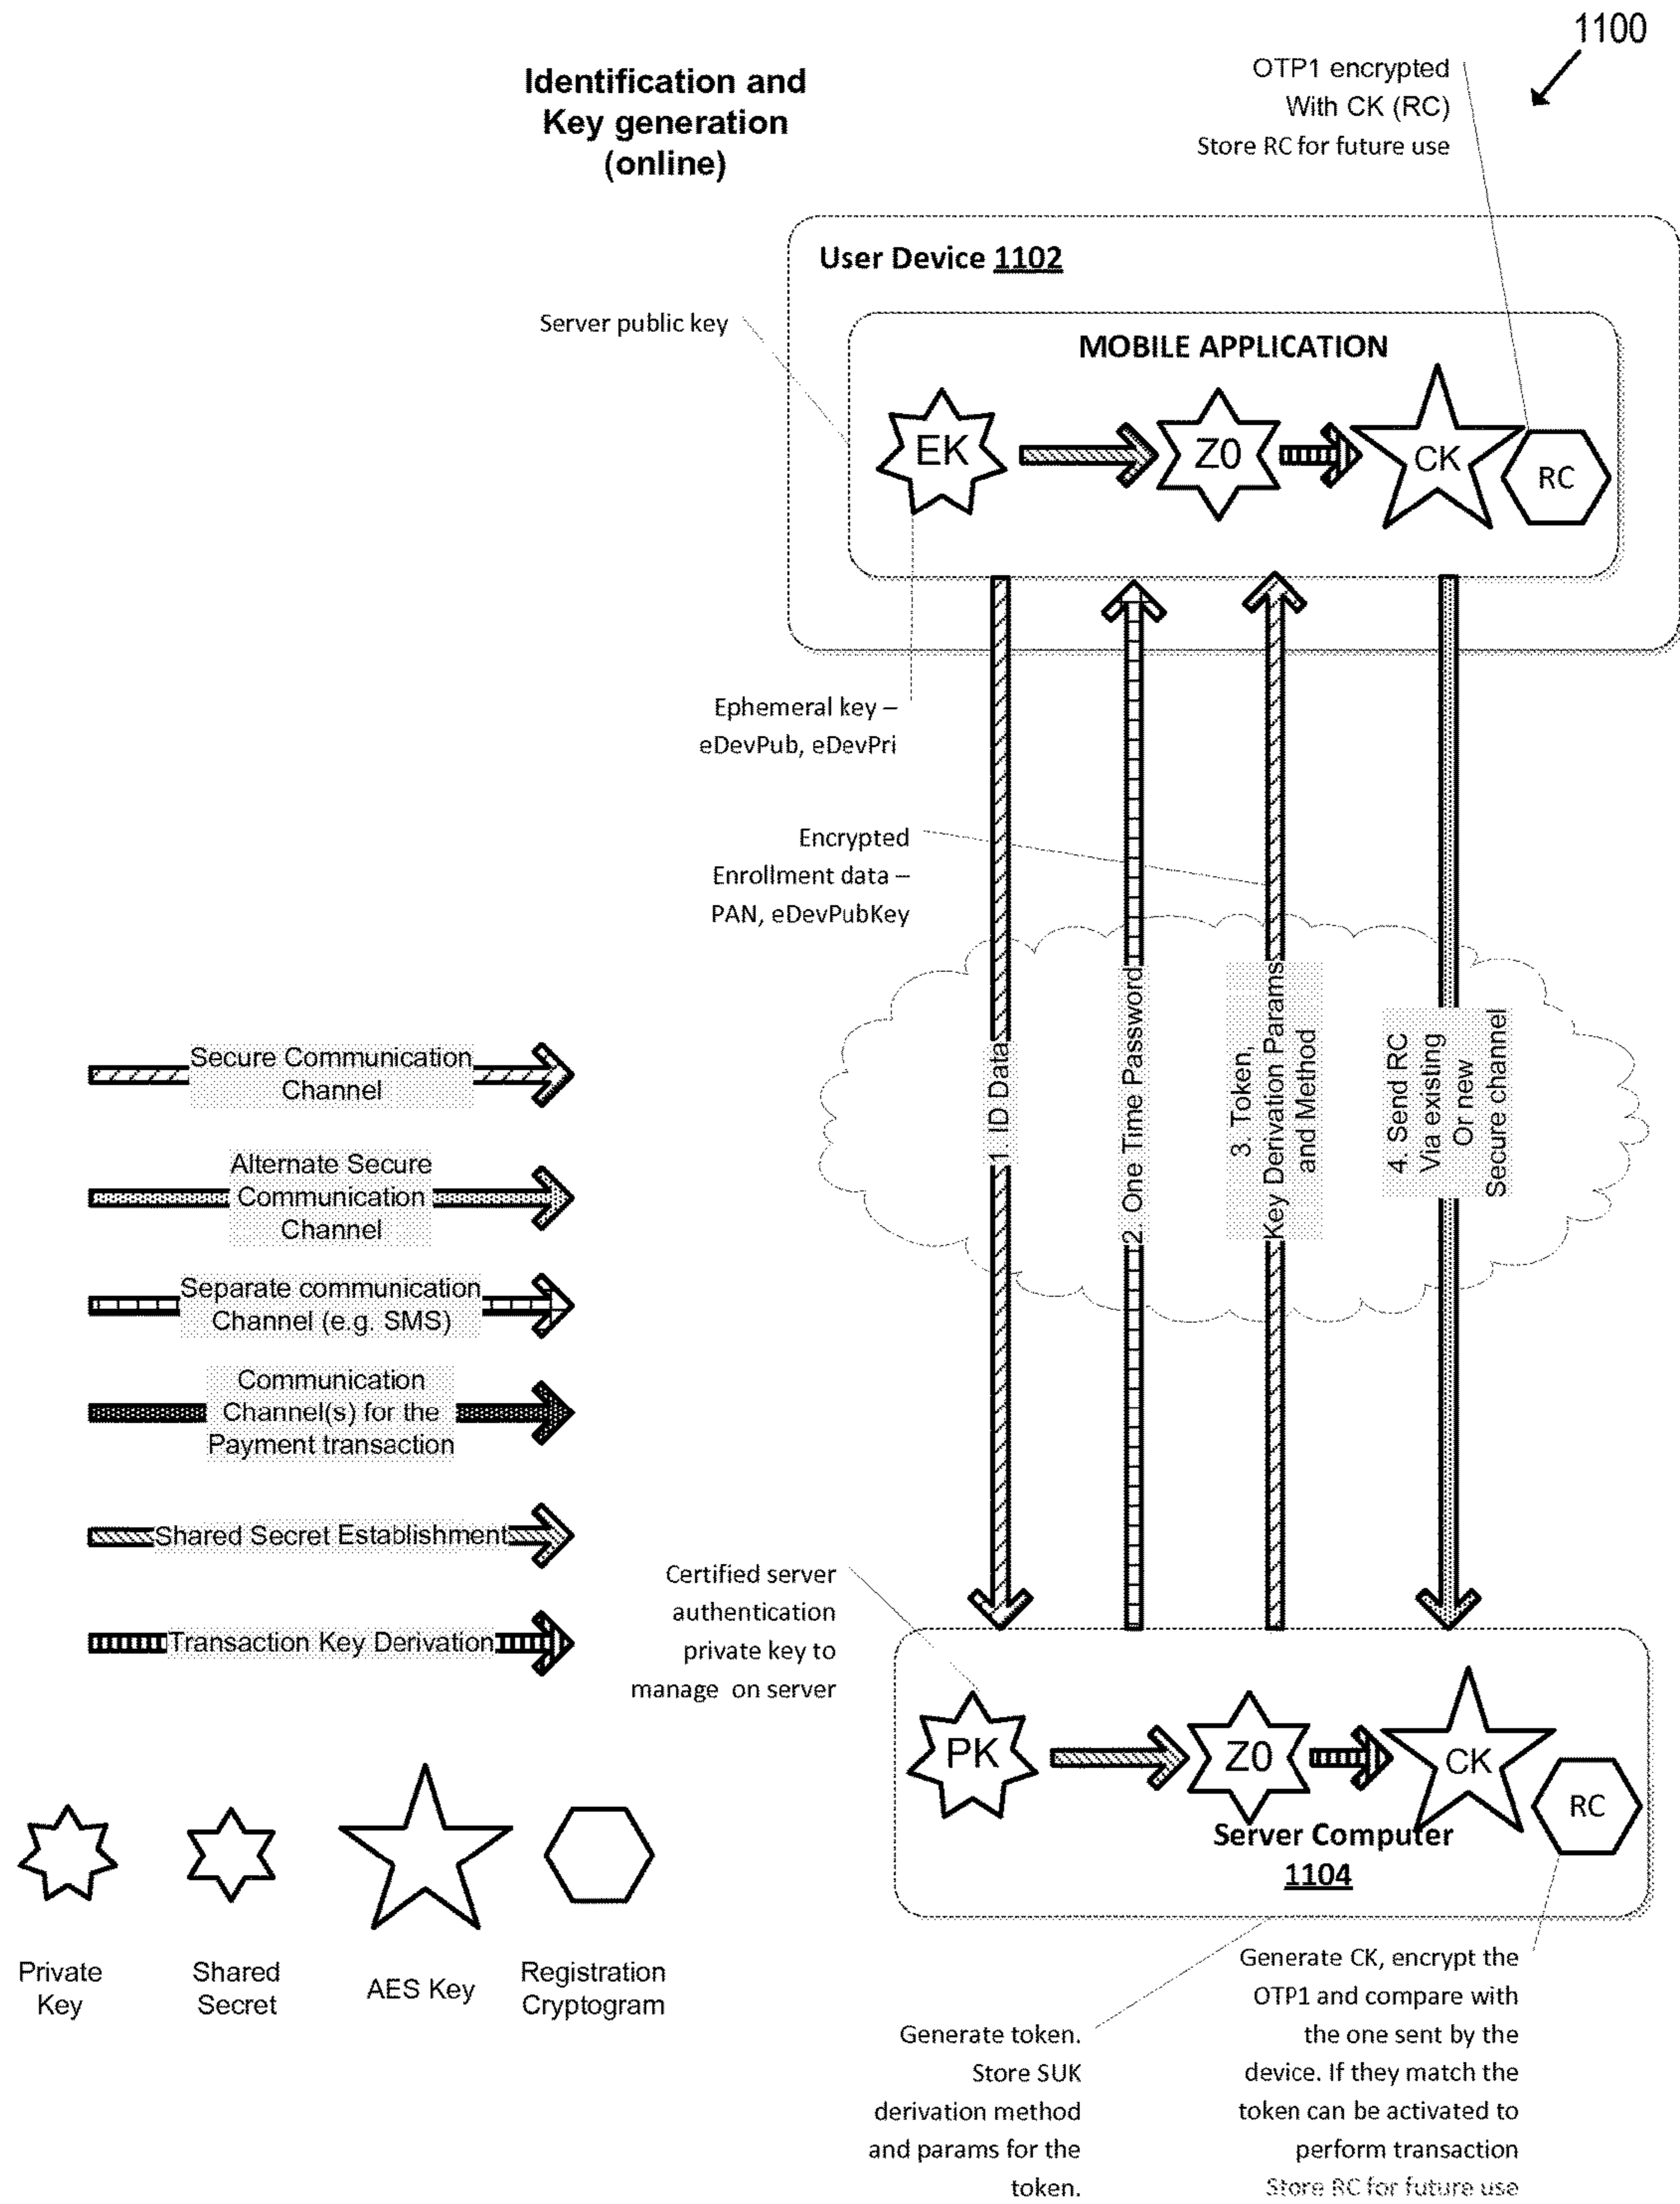 1100
Identification and
Key generation
(online)
OTP1 encrypted
With CK (RC)
Store RC for future use
User Device 1102
Server public key
MOBILE APPLICATION
EK
Z0
CK
RC
Ephemeral key –
eDevPub, eDevPri
Encrypted
Enrollment data –
PAN, eDevPubKey
1. ID Data
2. One Time Password
3. Token,
Key Derivation Params
and Method
4. Send RC
Via existing
Or new
Secure channel
Secure Communication
Channel
Alternate Secure
Communication
Channel
Separate communication
Channel (e.g. SMS)
Communication
Channel(s) for the
Payment transaction
Shared Secret Establishment
Transaction Key Derivation
Certified server
authentication
private key to
manage on server
PK
Z0
CK
RC
Server Computer
1104
Private
Key
Shared
Secret
AES Key
Registration
Cryptogram
Generate token.
Store SUK
derivation method
and params for the
token.
Generate CK, encrypt the
OTP1 and compare with
the one sent by the
device. If they match the
token can be activated to
perform transaction
Store RC for future use